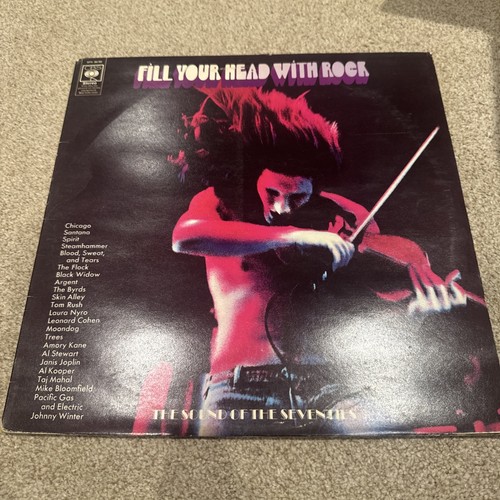 FILL YOUR HEAD WITH ROCK
CBS
Chicago
Santana
Spirit
Steamhammer
Blood, Sweat,
and Tears
The Flock
Black Widow
Argent
The Byrds
Skin Alley
Tom Rush
Laura Nyro
Leonard Cohen
Moondog
Trees
Amory Kane
Al Stewart
Janis Joplin
Al Kooper
Taj Mahal
Mike Bloomfield
Pacific Gas
and Electric
Johnny Winter
THE SOUND OF THE SEVENTIES